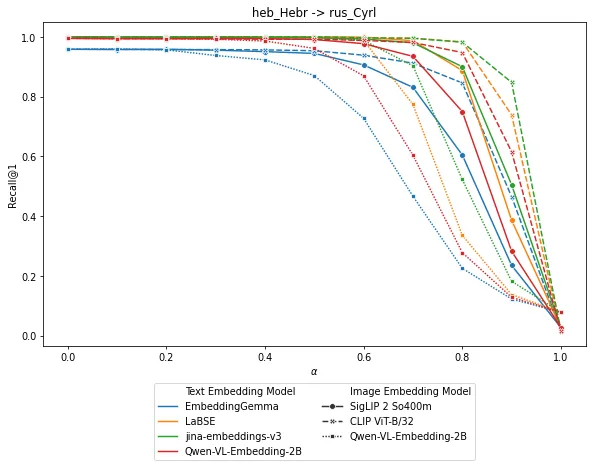 heb_Hebr -> rus_Cyrl
Recall@1
1.0
0.8
0.6
0.4
0.2
0.0
0.0 0.2 0.4 0.6 0.8 1.0
α
Text Embedding Model Image Embedding Model
EmbeddingGemma SigLIP 2 So400m
LaBSE CLIP ViT-B/32
jina-embeddings-v3 Qwen-VL-Embedding-2B
Qwen-VL-Embedding-2B